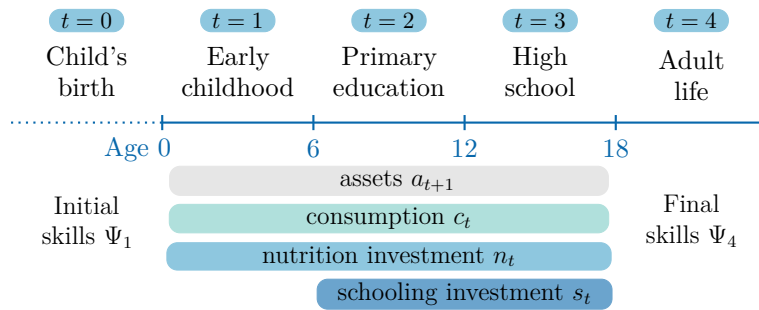 t = 0 t = 1 t = 2 t = 3 t = 4
Child's birth
Early childhood
Primary education
High school
Adult life
Age 0 6 12 18
Initial skills Ψ₁
assets aₜ₊₁
consumption cₜ
nutrition investment nₜ
schooling investment sₜ
Final skills Ψ₄